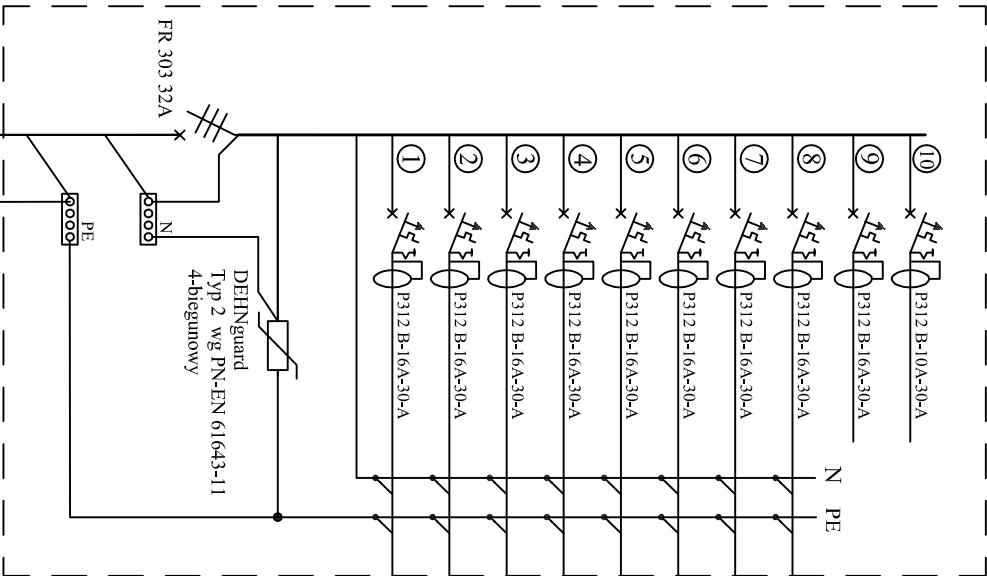 FR 303 32A
1
2
3
4
5
6
7
8
9
10
PE
N
DEHNguard
Typ 2 wg PN-EN 61643-11
4-biegunowy
P312 B-16A-30-A
P312 B-16A-30-A
P312 B-16A-30-A
P312 B-16A-30-A
P312 B-16A-30-A
P312 B-16A-30-A
P312 B-16A-30-A
P312 B-16A-30-A
P312 B-16A-30-A
P312 B-10A-30-A
N
PE